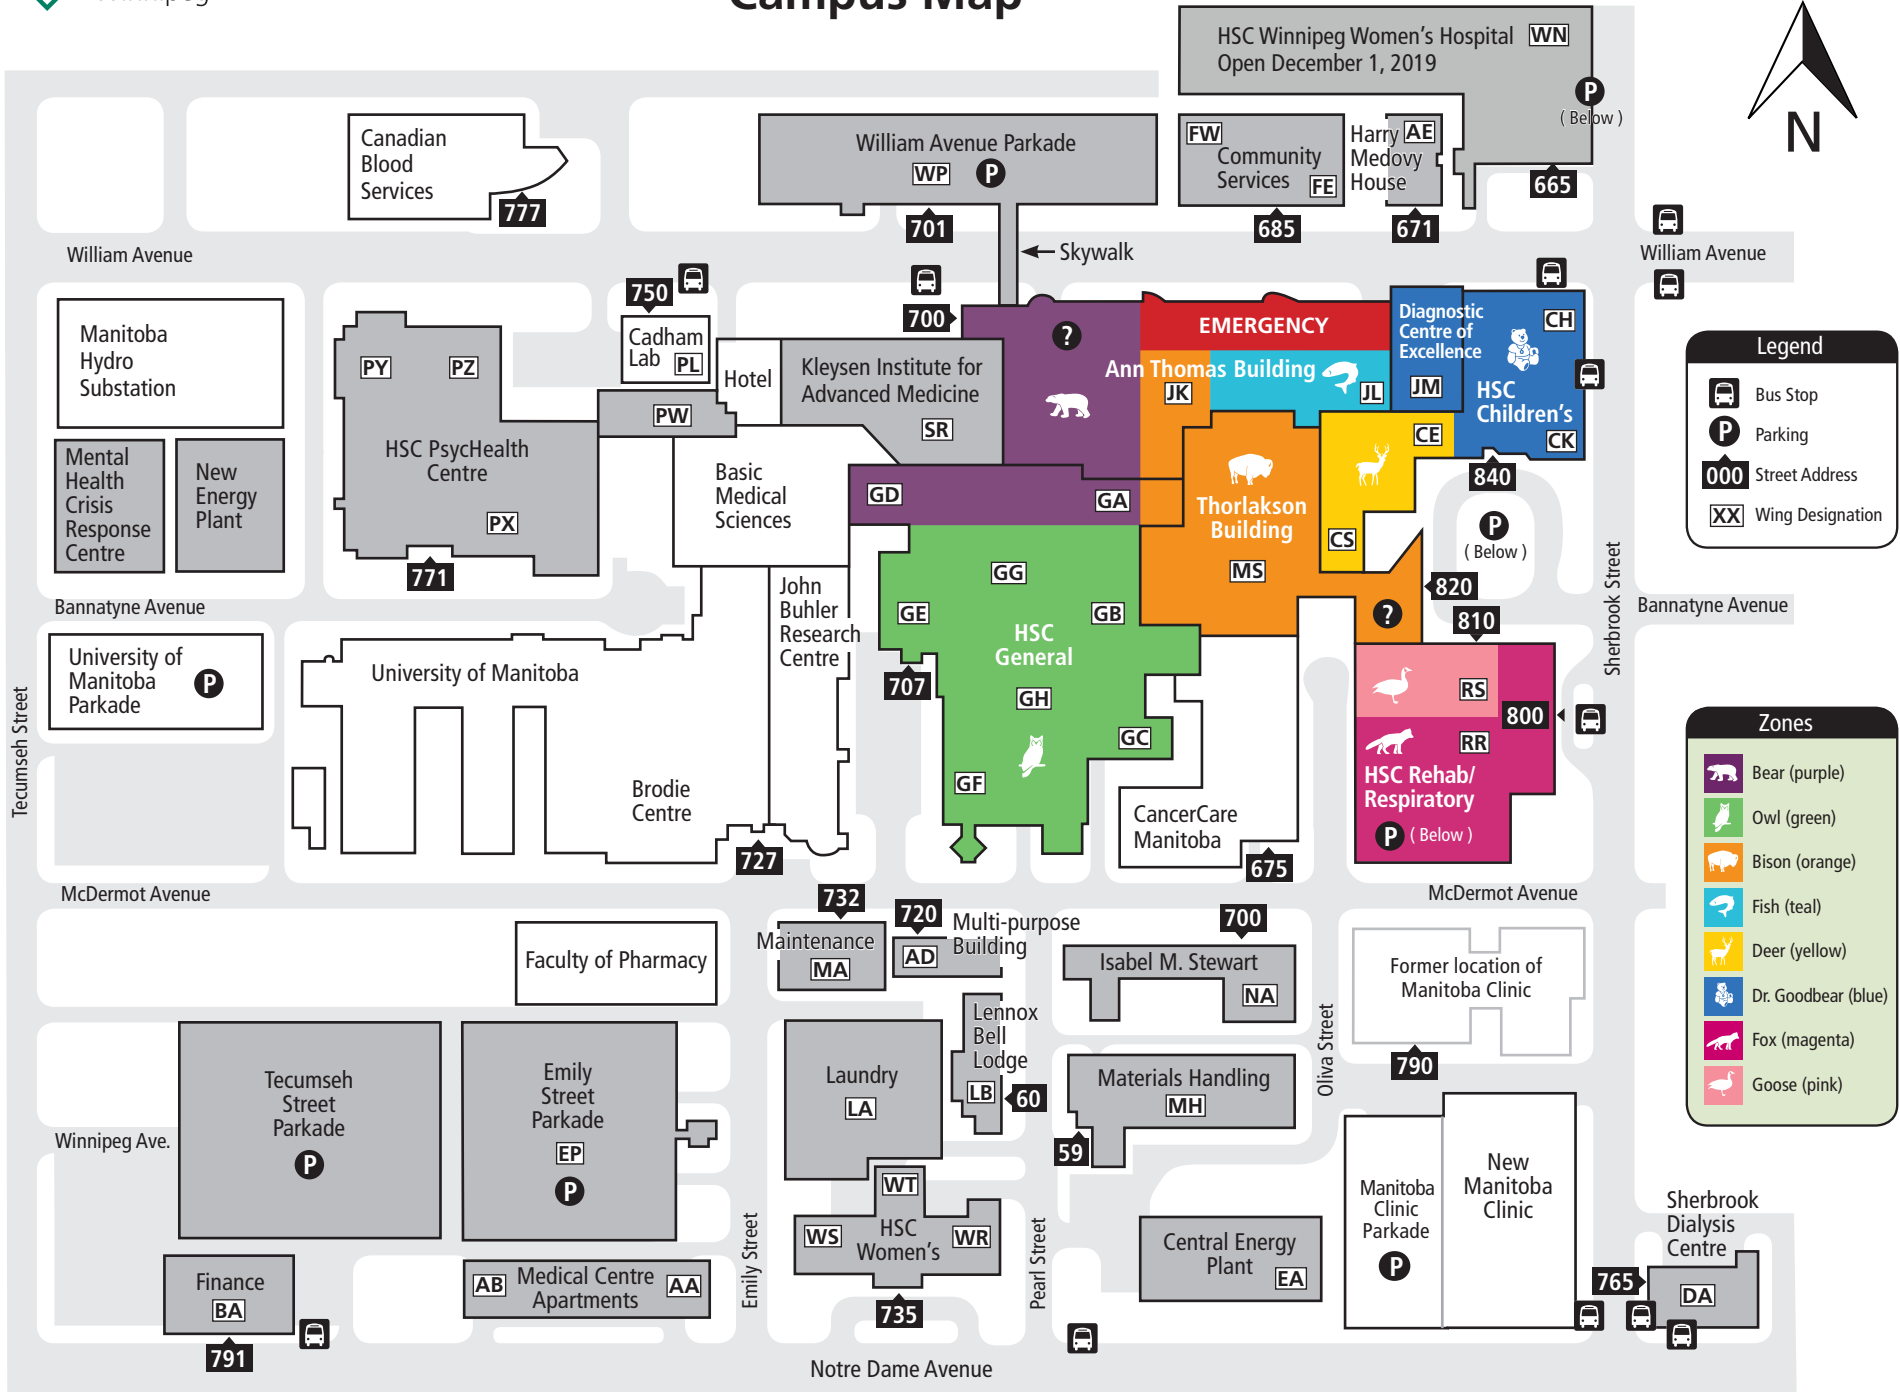 Campus Map
HSC Winnipeg Women's Hospital WN
Open December 1, 2019
P
( Below )
N
Canadian
Blood
Services
777
William Avenue Parkade
WP P
701
FW
Community
Services FE
685
Harry AE
Medovy
House
671
665
William Avenue
Skywalk
William Avenue
Manitoba
Hydro
Substation
750
Cadham
Lab PL
700
?
EMERGENCY
Ann Thomas Building
JK
JL
Diagnostic
Centre of
Excellence
JM
CH
HSC
Children's
CK
840
Legend
Bus Stop
P Parking
000 Street Address
XX Wing Designation
PY
PZ
HSC PsycHealth
Centre
PX
771
PW
Hotel
Kleysen Institute for
Advanced Medicine
SR
Mental
Health
Crisis
Response
Centre
New
Energy
Plant
Basic
Medical
Sciences
GD
GA
Thorlakson
Building
MS
CE
CS
P
( Below )
820
810
?
Sherbrook Street
Bannatyne Avenue
Bannatyne Avenue
University of
Manitoba
Parkade
P
Tecumseh Street
University of Manitoba
John
Buhler
Research
Centre
GG
GE
GB
HSC
General
707
GH
GC
GF
Brodie
Centre
727
RS
800
RR
HSC Rehab/
Respiratory
P ( Below )
CancerCare
Manitoba
675
Zones
Bear (purple)
Owl (green)
Bison (orange)
Fish (teal)
Deer (yellow)
Dr. Goodbear (blue)
Fox (magenta)
Goose (pink)
McDermot Avenue
McDermot Avenue
Faculty of Pharmacy
732
Maintenance
MA
720
AD
Multi-purpose
Building
700
Isabel M. Stewart
NA
Former location of
Manitoba Clinic
790
Oliva Street
Tecumseh
Street
Parkade
P
Emily
Street
Parkade
EP
P
Laundry
LA
Lennox
Bell
Lodge
LB
60
Materials Handling
MH
59
Winnipeg Ave.
WT
WS
HSC
Women's
WR
735
Emily Street
Pearl Street
Central Energy
Plant
EA
Manitoba
Clinic
Parkade
P
New
Manitoba
Clinic
Sherbrook
Dialysis
Centre
765
DA
Finance
BA
791
AB
Medical Centre
Apartments
AA
Notre Dame Avenue